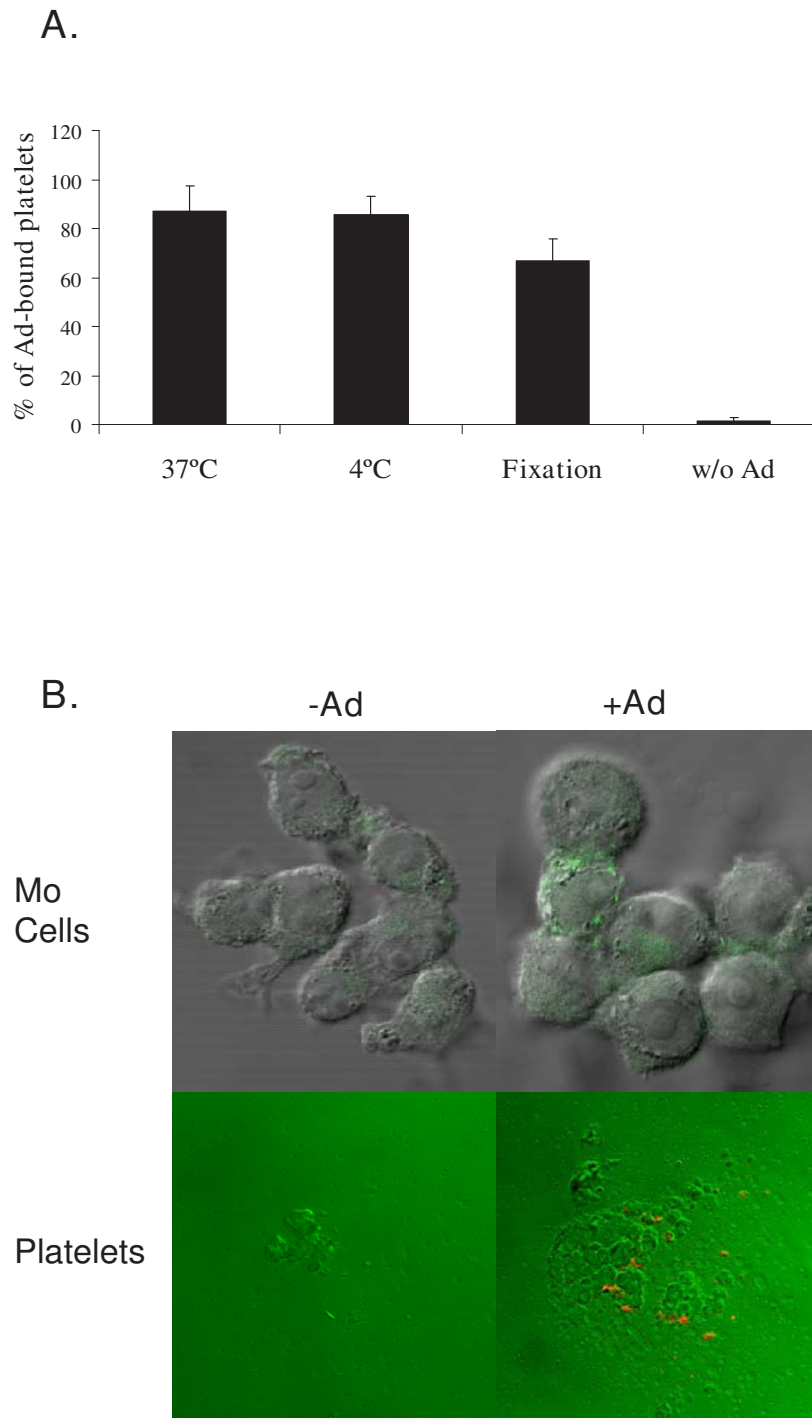 A.
% of Ad-bound platelets
120
100
80
60
40
20
0
37ºC
4ºC
Fixation
w/o Ad
B.
-Ad
+Ad
Mo
Cells
Platelets